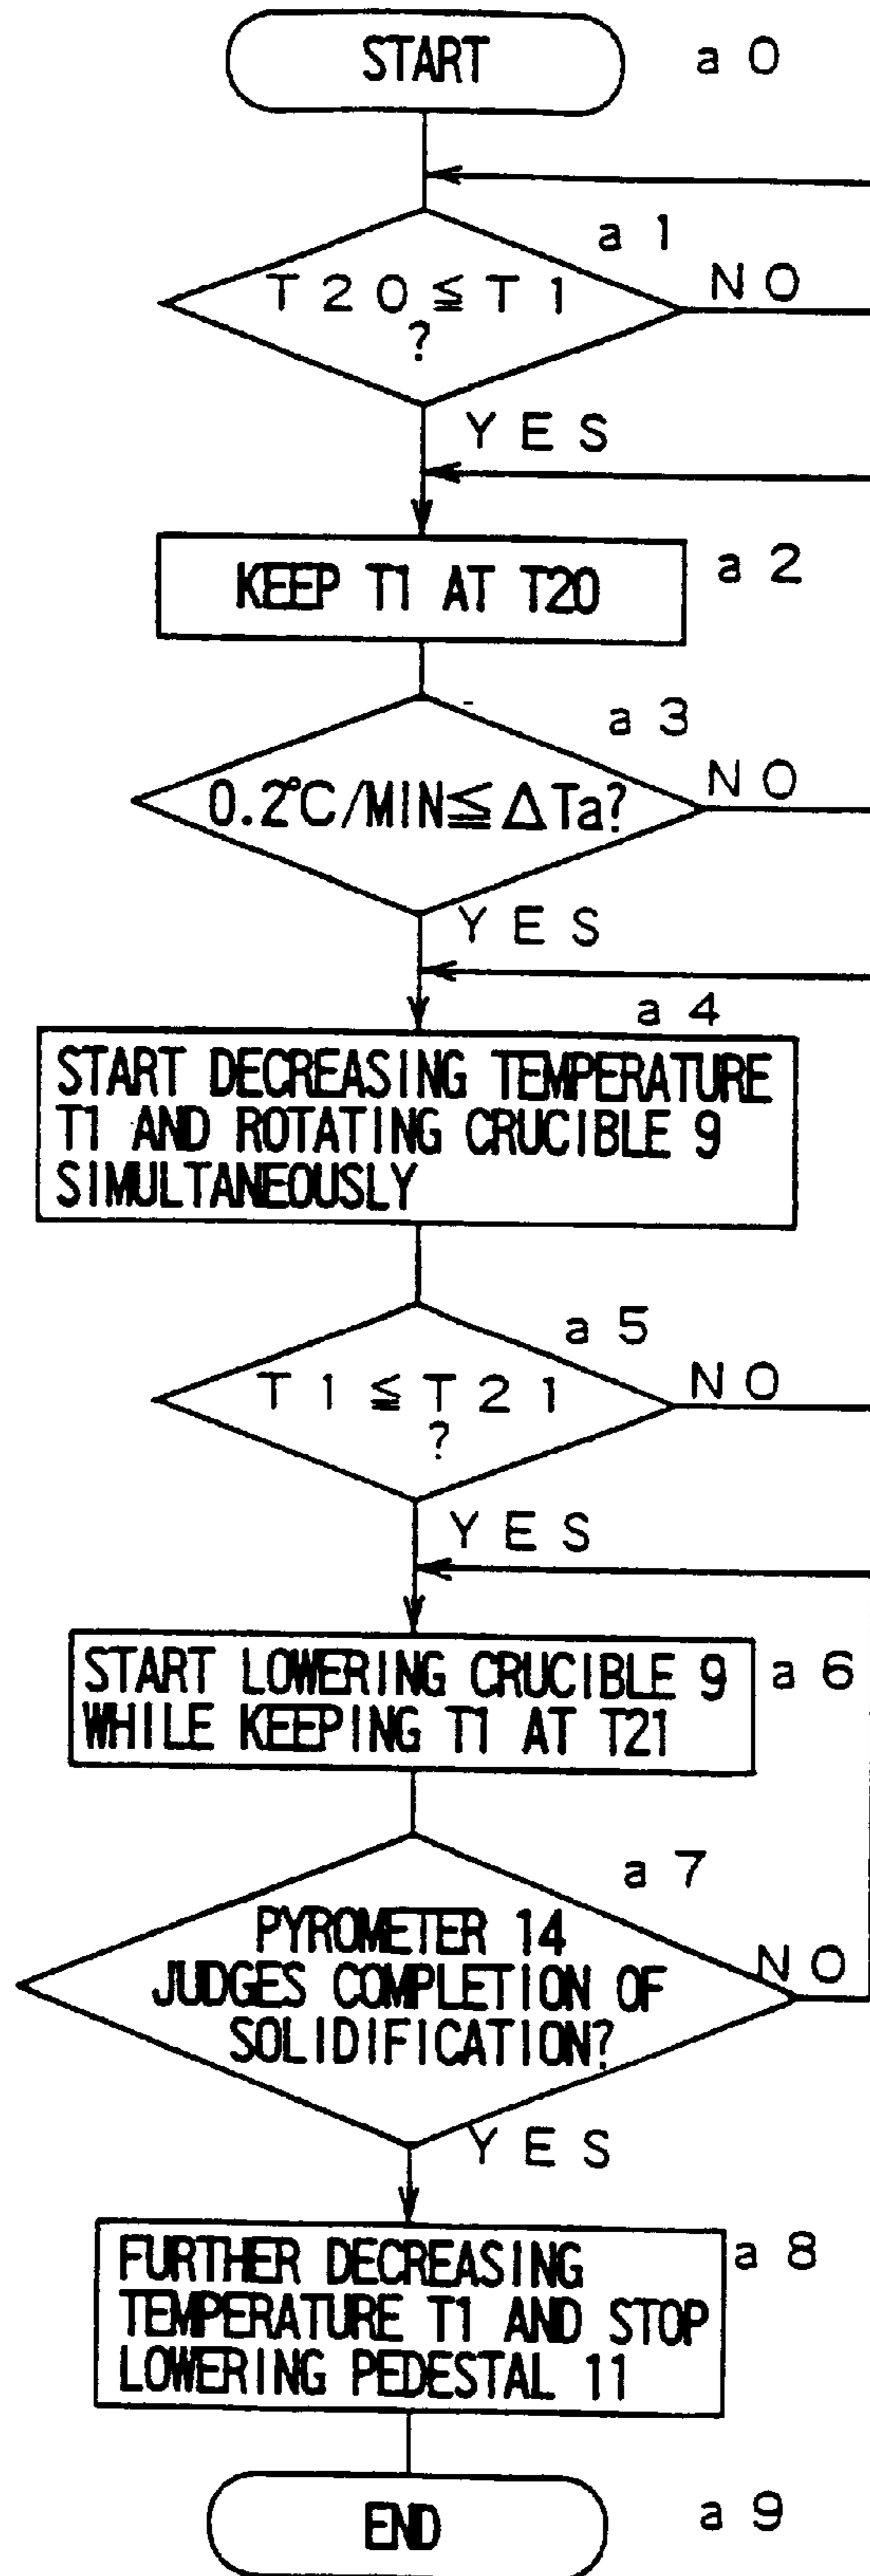 START
a 0
a 1
T 2 0 ≦ T 1
?
N O
Y E S
KEEP T1 AT T20
a 2
a 3
0.2°C/MIN≦ΔTa?
N O
Y E S
a 4
START DECREASING TEMPERATURE
T1 AND ROTATING CRUCIBLE 9
SIMULTANEOUSLY
a 5
T 1 ≦ T 2 1
?
N O
Y E S
START LOWERING CRUCIBLE 9
WHILE KEEPING T1 AT T21
a 6
a 7
PYROMETER 14
JUDGES COMPLETION OF
SOLIDIFICATION?
N O
Y E S
FURTHER DECREASING
TEMPERATURE T1 AND STOP
LOWERING PEDESTAL 11
a 8
END
a 9